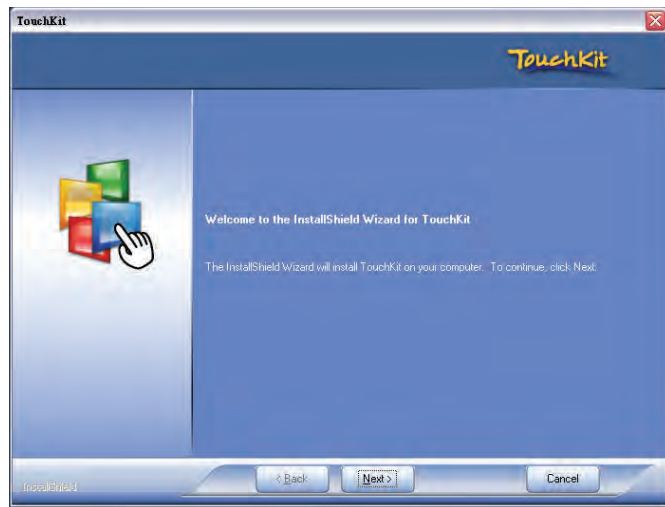 TouchKit
TouchKit
Welcome to the InstallShield Wizard for TouchKit
The InstallShield Wizard will install TouchKit on your computer. To continue, click Next.
InstallShield
< Back
Next >
Cancel